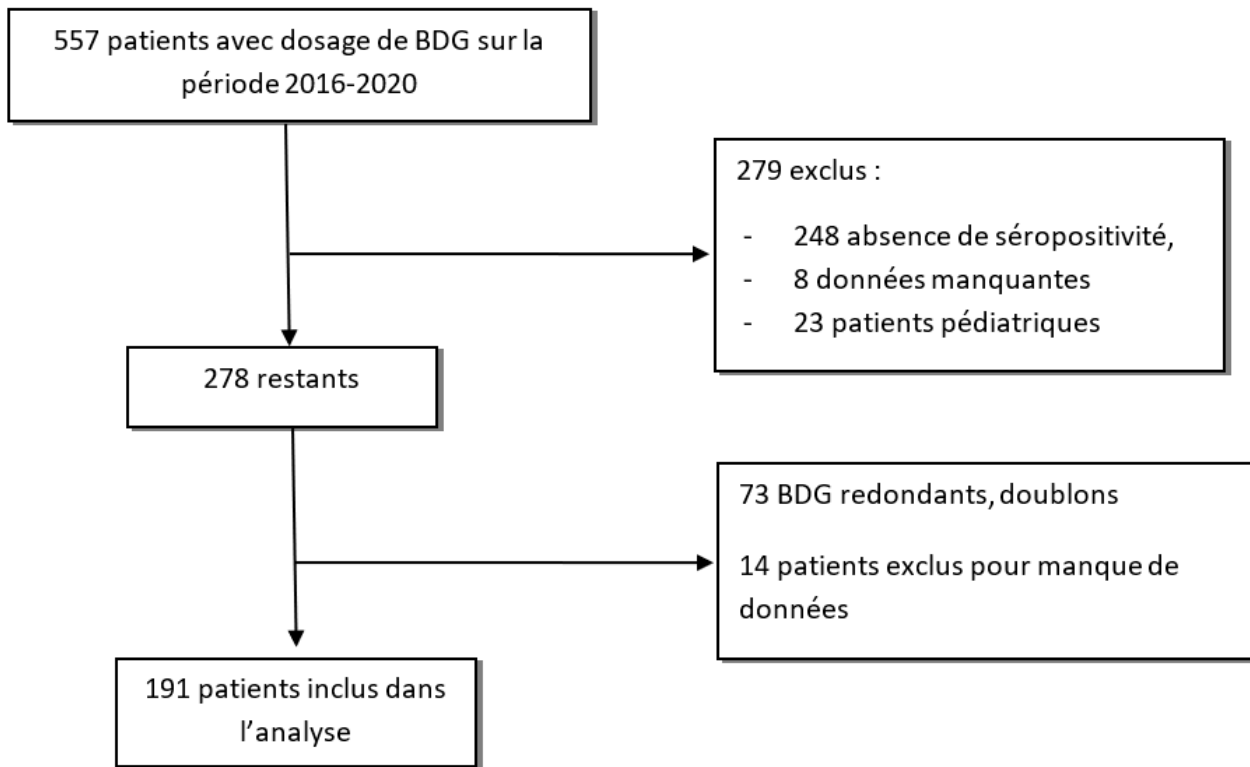 557 patients avec dosage de BDG sur la
période 2016-2020
279 exclus :
- 248 absence de séropositivité,
- 8 données manquantes
- 23 patients pédiatriques
278 restants
73 BDG redondants, doublons
14 patients exclus pour manque de
données
191 patients inclus dans
l’analyse